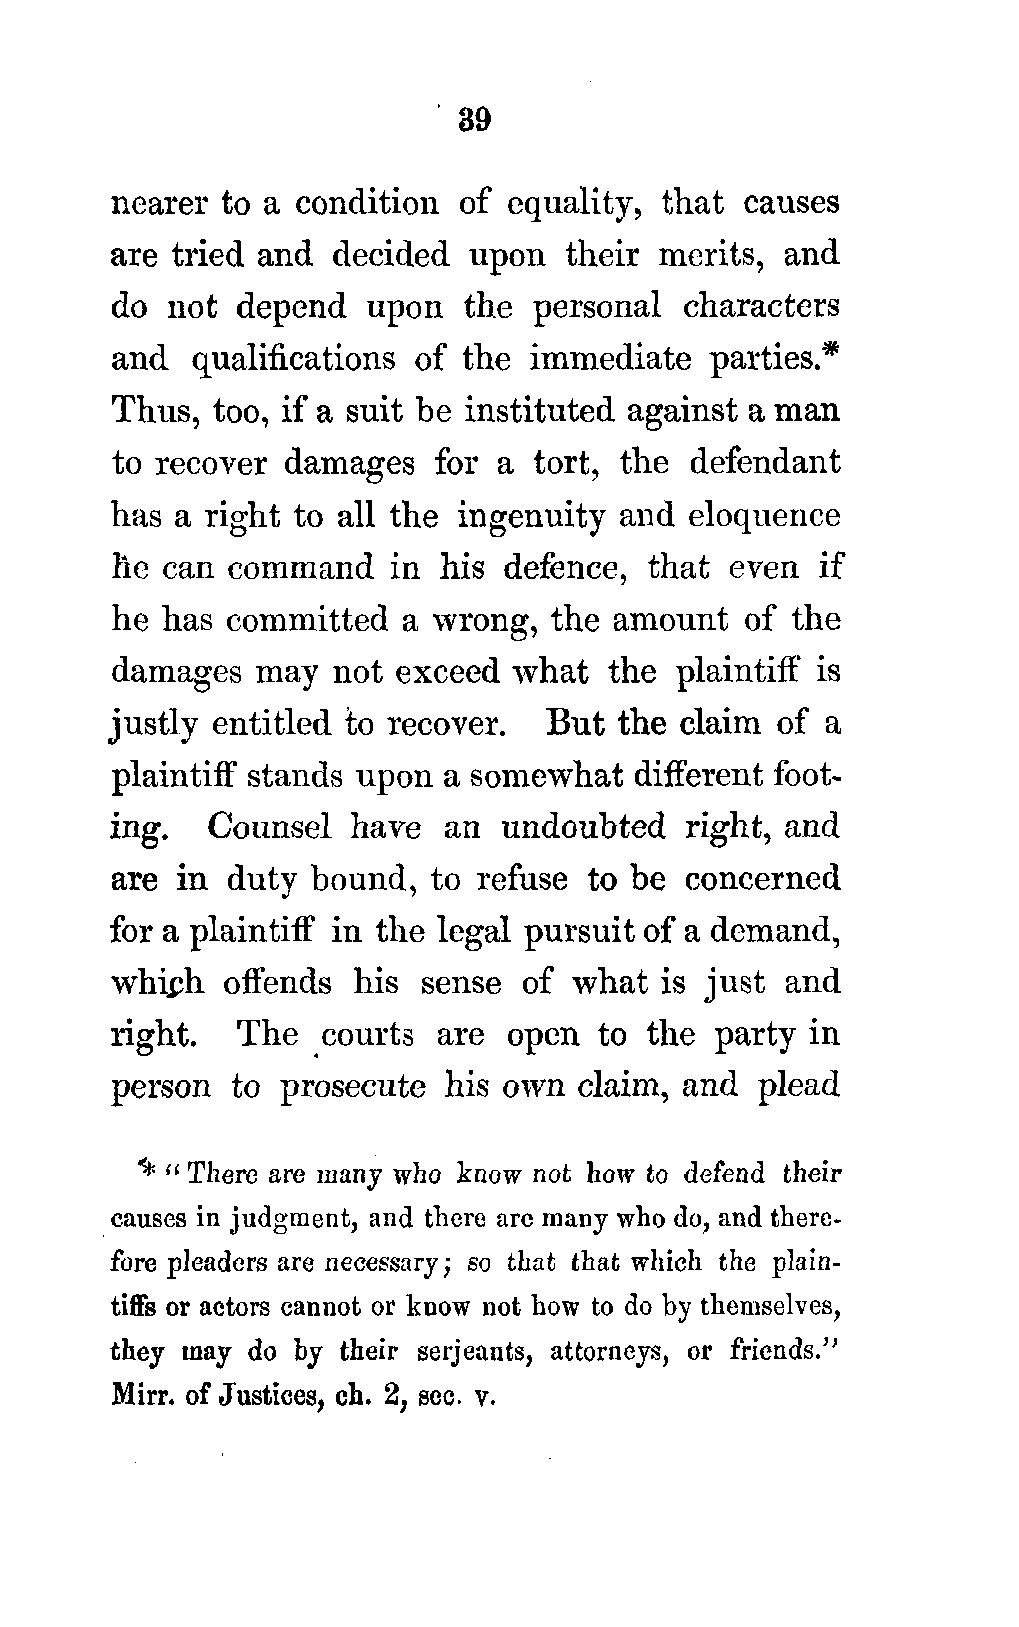 39
nearer to a condition of equality, that causes
are tried and decided upon their merits, and
do not depend upon the personal characters
and qualifications of the immediate parties.*
Thus, too, if a suit be instituted against a man
to recover damages for a tort, the defendant
has a right to all the ingenuity and eloquence
he can command in his defence, that even if
he has committed a wrong, the amount of the
damages may not exceed what the plaintiff is
justly entitled to recover. But the claim of a
plaintiff stands upon a somewhat different foot-
ing. Counsel have an undoubted right, and
are in duty bound, to refuse to be concerned
for a plaintiff in the legal pursuit of a demand,
which offends his sense of what is just and
right. The courts are open to the party in
person to prosecute his own claim, and plead
* "There are many who know not how to defend their
causes in judgment, and there are many who do, and there-
fore pleaders are necessary; so that that which the plain-
tiffs or actors cannot or know not how to do by themselves,
they may do by their serjeants, attorneys, or friends."
Mirr. of Justices, ch. 2, sec. v.